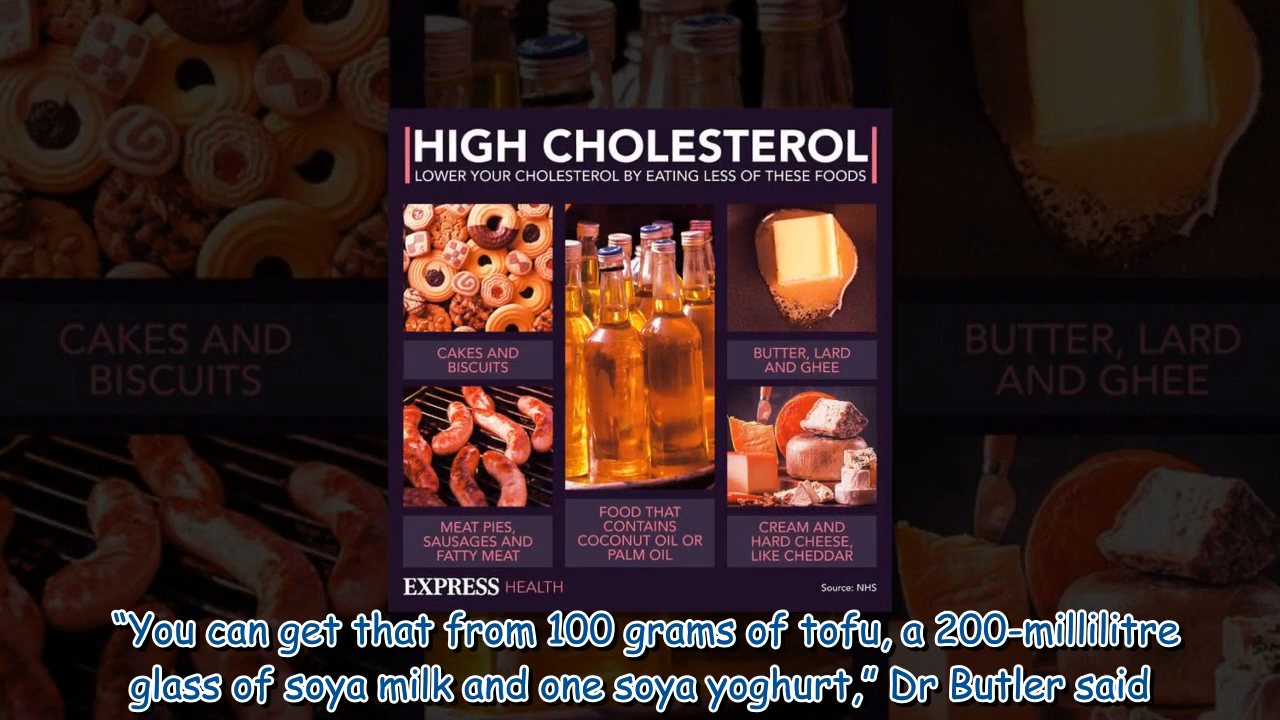 HIGH CHOLESTEROL
LOWER YOUR CHOLESTEROL BY EATING LESS OF THESE FOODS
CAKES AND
BISCUITS
BUTTER, LARD
AND GHEE
MEAT PIES,
SAUSAGES AND
FATTY MEAT
FOOD THAT
CONTAINS
COCONUT OIL OR
PALM OIL
CREAM AND
HARD CHEESE,
LIKE CHEDDAR
EXPRESS HEALTH
Source: NHS
CAKES AND
BISCUITS
BUTTER, LARD
AND GHEE
“You can get that from 100 grams of tofu, a 200-millilitre
glass of soya milk and one soya yoghurt,” Dr Butler said